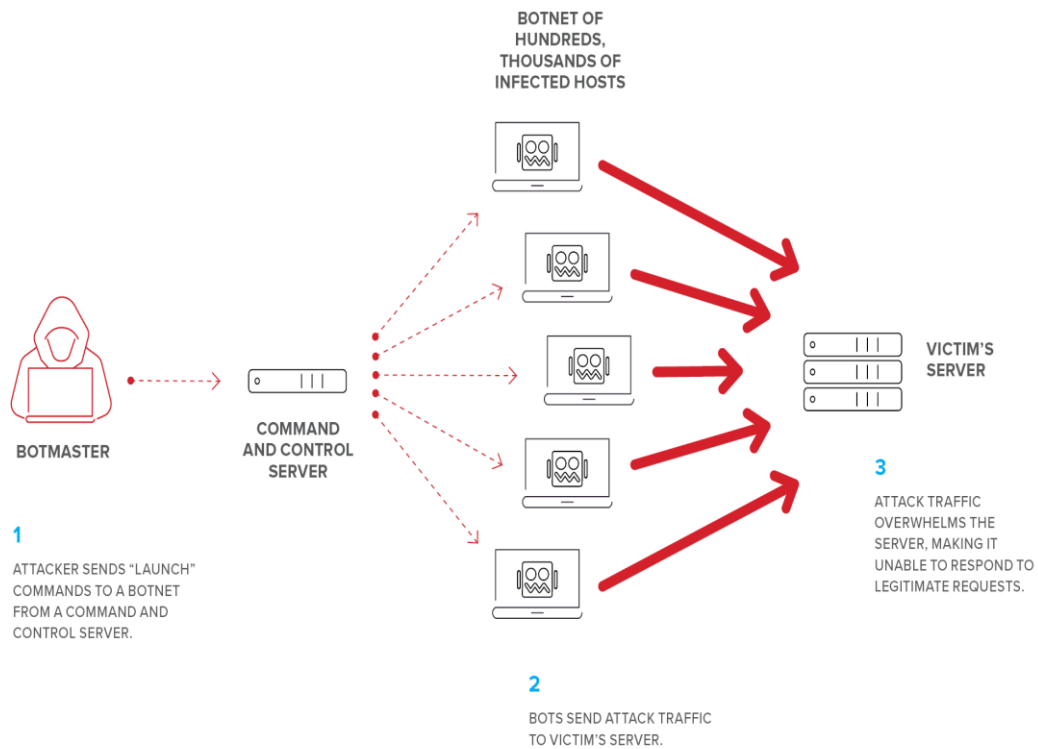 BOTNET OF
HUNDREDS,
THOUSANDS OF
INFECTED HOSTS
BOTMASTER
COMMAND
AND CONTROL
SERVER
VICTIM'S
SERVER
1
ATTACKER SENDS “LAUNCH”
COMMANDS TO A BOTNET
FROM A COMMAND AND
CONTROL SERVER.
2
BOTS SEND ATTACK TRAFFIC
TO VICTIM'S SERVER.
3
ATTACK TRAFFIC
OVERWHELMS THE
SERVER, MAKING IT
UNABLE TO RESPOND TO
LEGITIMATE REQUESTS.